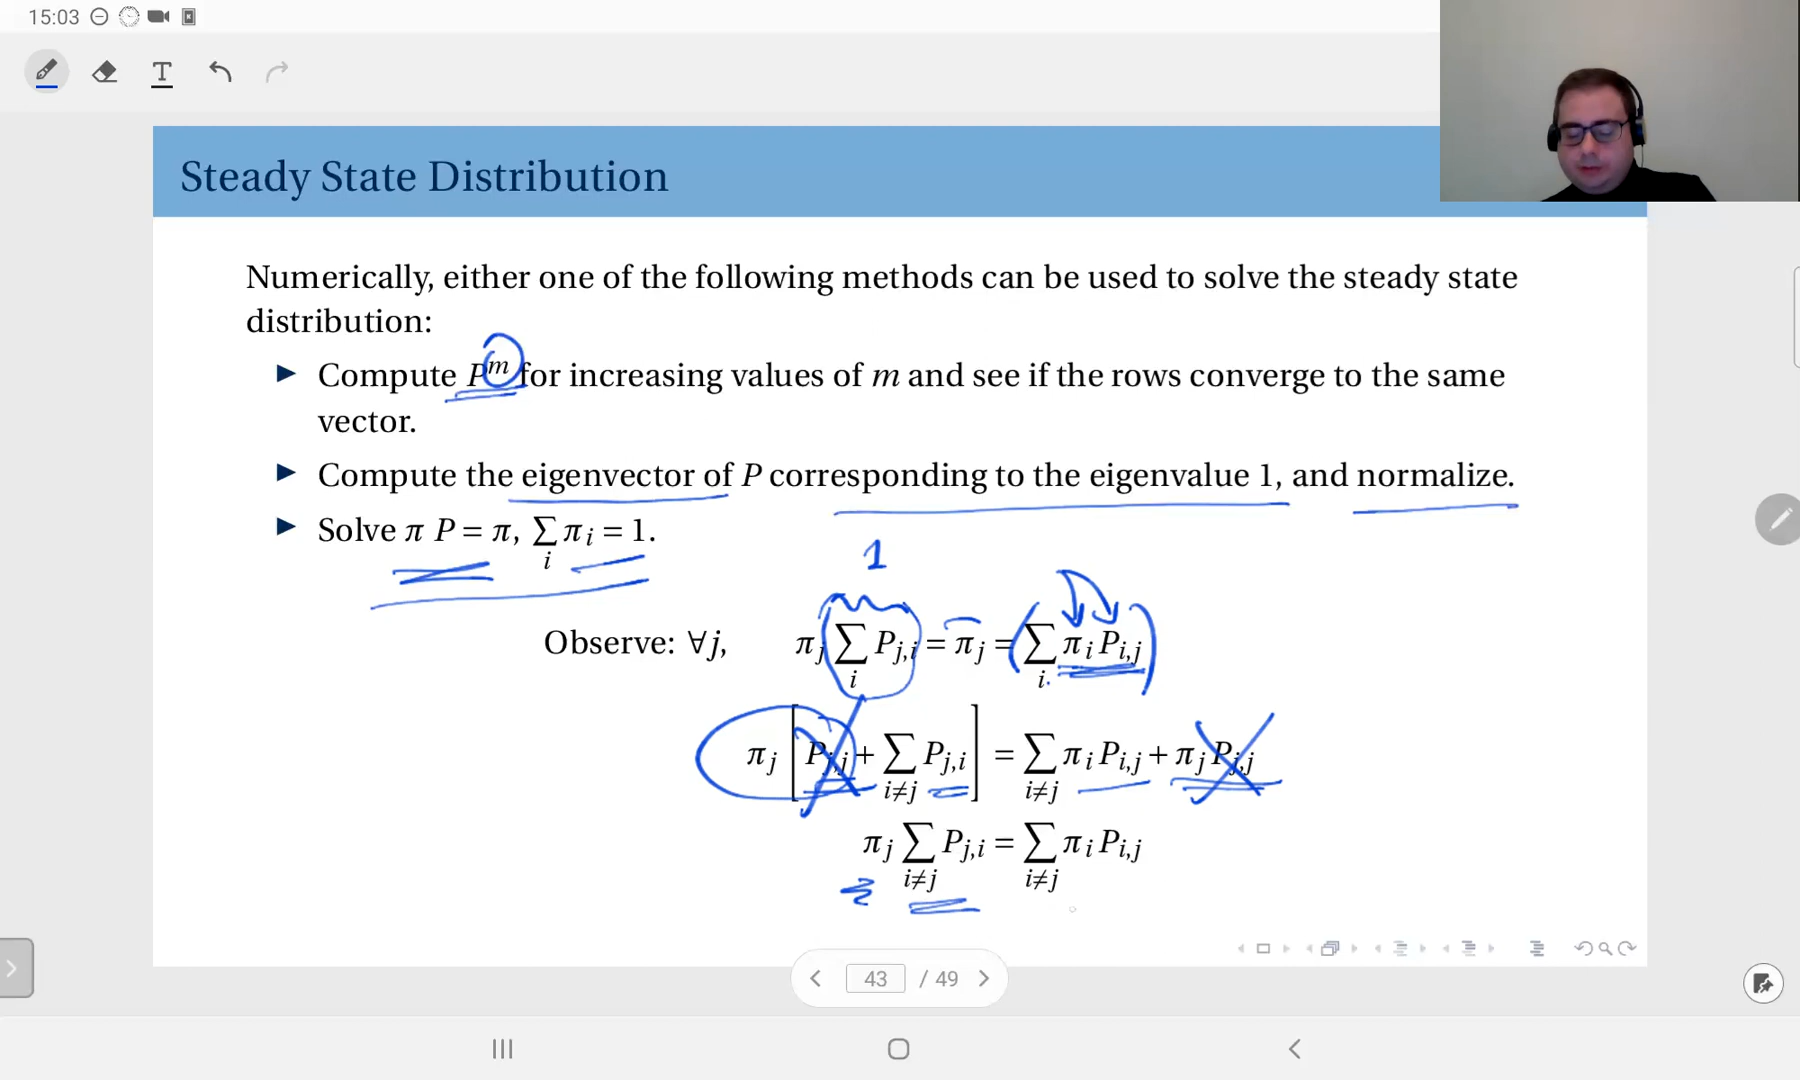 15:03
T
Steady State Distribution
Numerically, either one of the following methods can be used to solve the steady state
distribution:
▶ Compute P^m for increasing values of m and see if the rows converge to the same
vector.
▶ Compute the eigenvector of P corresponding to the eigenvalue 1, and normalize.
▶ Solve π P = π, ∑_i π_i = 1.
1
Observe: ∀j, π_j ∑_i P_{j,i} = π_j = ∑_i π_i P_{i,j}
π_j [ P_{j,j} + ∑_{i≠j} P_{j,i} ] = ∑_{i≠j} π_i P_{i,j} + π_j P_{j,j}
π_j ∑_{i≠j} P_{j,i} = ∑_{i≠j} π_i P_{i,j}
43 / 49